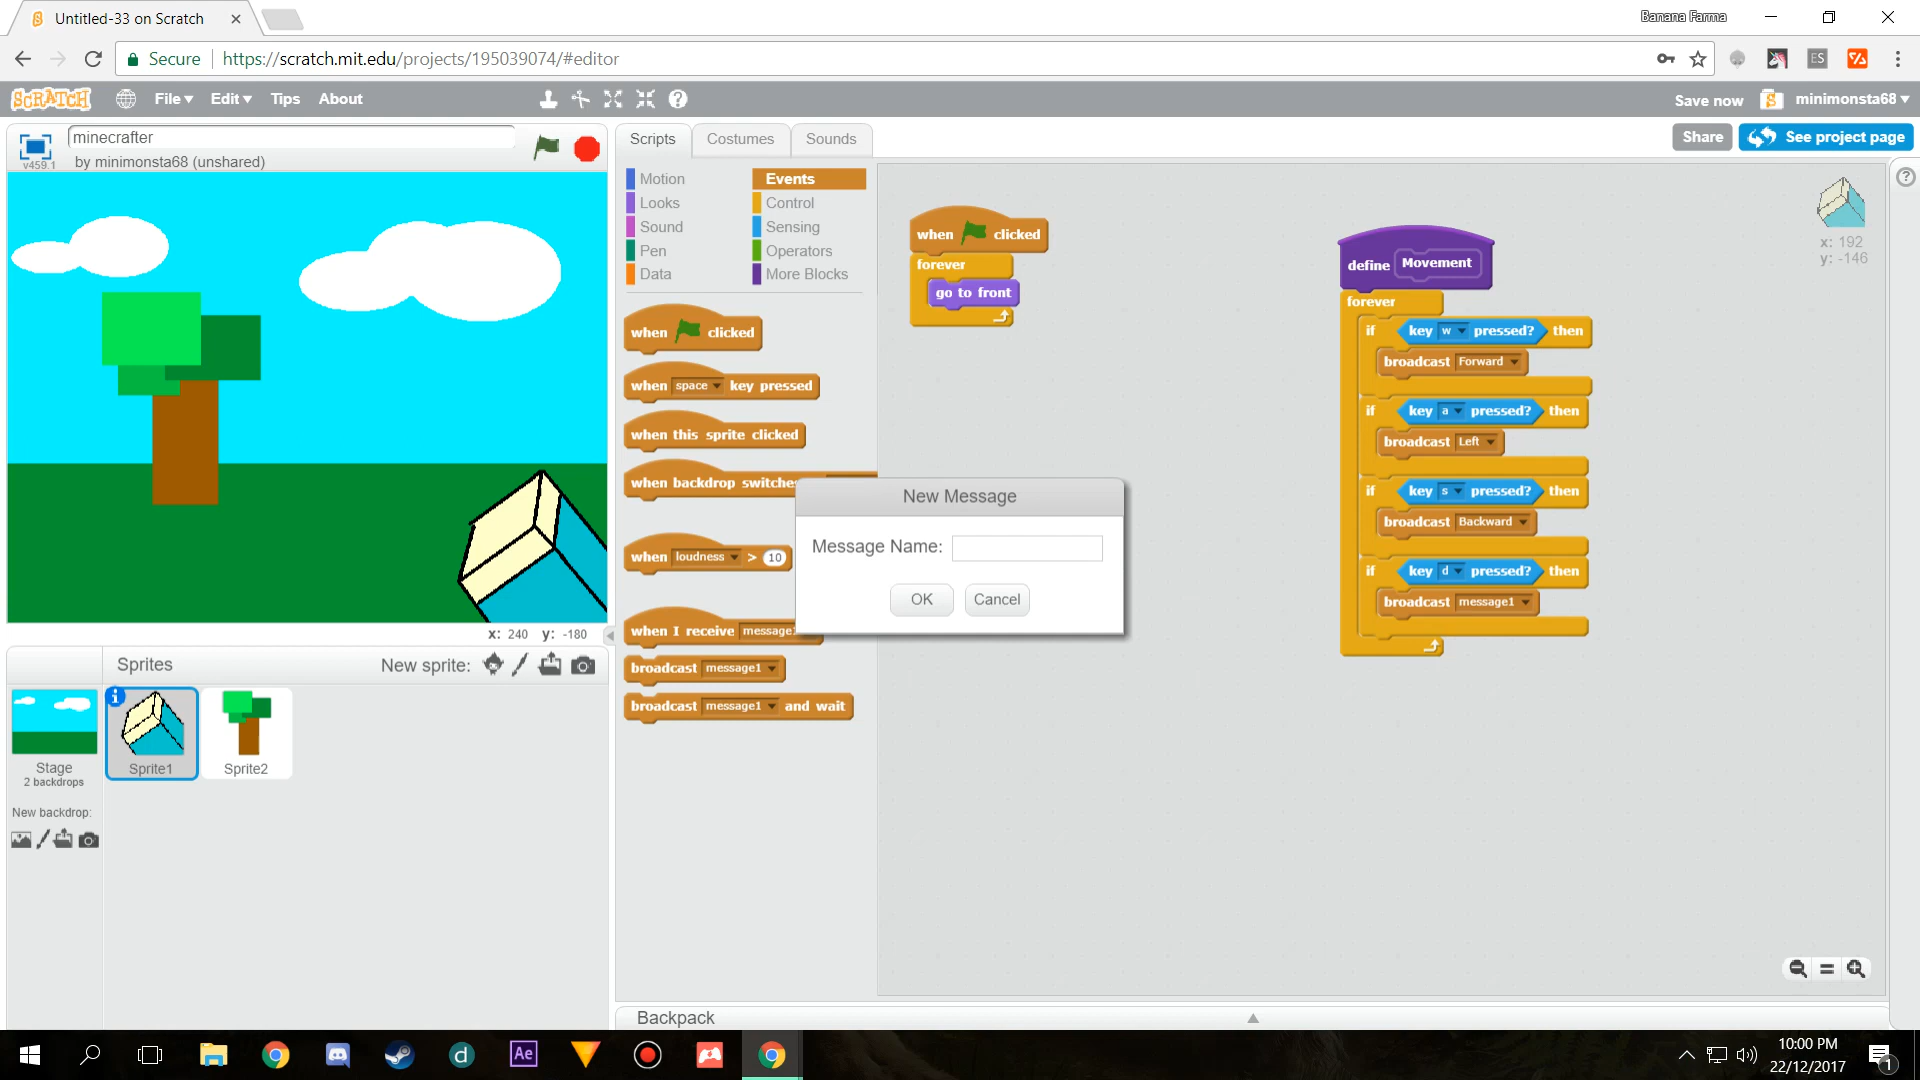 Untitled-33 on Scratch
Banana Farma
Secure
https://scratch.mit.edu/projects/195039074/#editor
ES
SCRATCH
File Edit Tips About
Save now
minimonsta68
v459.1
minecrafter
by minimonsta68 (unshared)
Scripts
Costumes
Sounds
Share
See project page
Motion
Looks
Sound
Pen
Data
Events
Control
Sensing
Operators
More Blocks
when clicked
when space key pressed
when this sprite clicked
when backdrop switches
when loudness > 10
when I receive message1
broadcast message1
broadcast message1 and wait
when clicked
forever
go to front
New Message
Message Name:
OK
Cancel
define Movement
forever
if key w pressed? then
broadcast Forward
if key a pressed? then
broadcast Left
if key s pressed? then
broadcast Backward
if key d pressed? then
broadcast message1
x: 192
y: -146
x: 240 y: -180
Sprites
New sprite:
Stage
2 backdrops
New backdrop:
Sprite1
Sprite2
Backpack
Ae
10:00 PM
22/12/2017
1